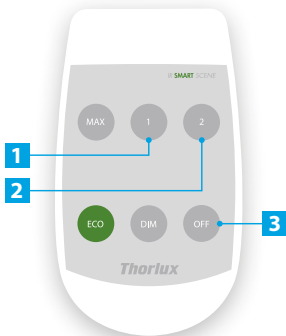 SMART SCENE
MAX 1 2
1
2
ECO DIM OFF
3
Thorlux